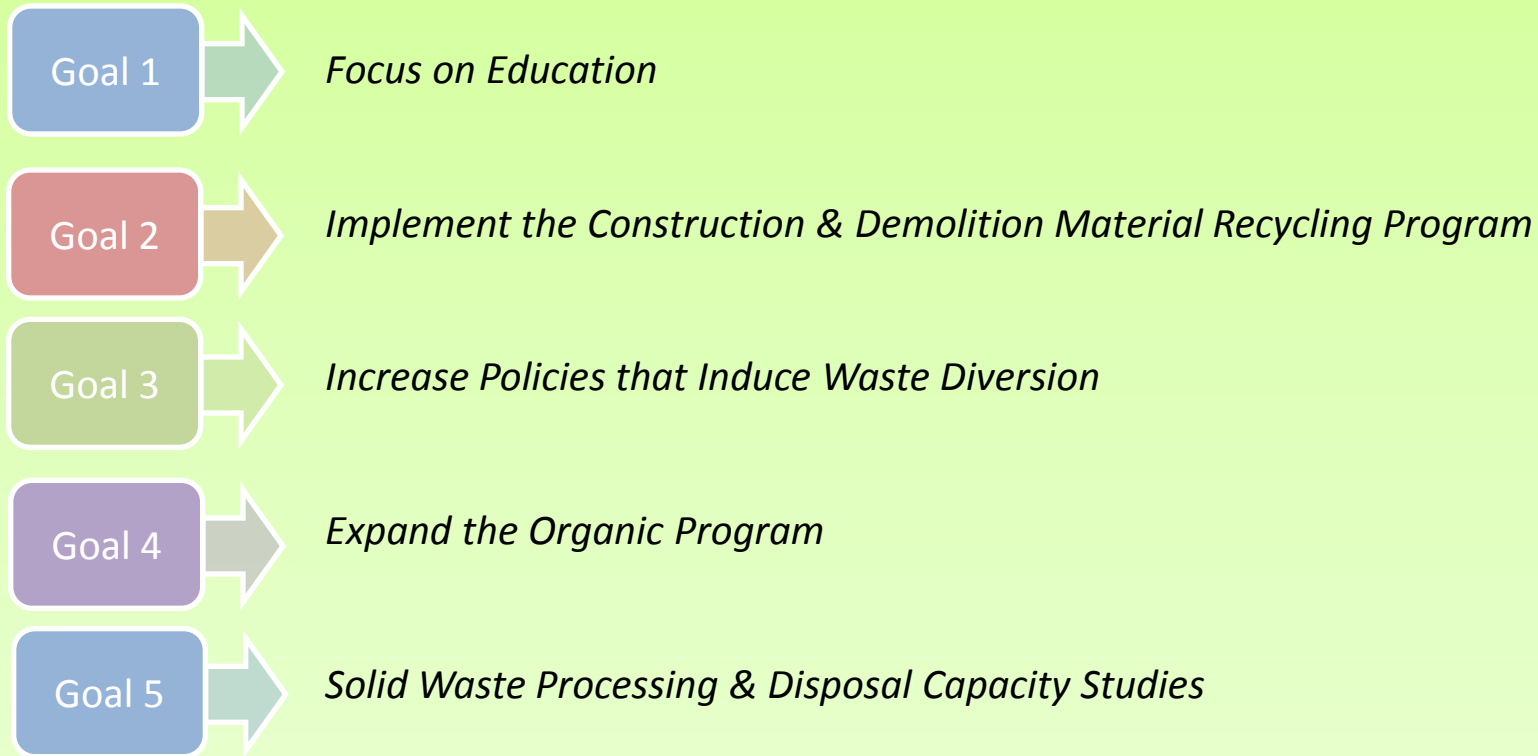 Goal 1 Focus on Education
Goal 2 Implement the Construction & Demolition Material Recycling Program
Goal 3 Increase Policies that Induce Waste Diversion
Goal 4 Expand the Organic Program
Goal 5 Solid Waste Processing & Disposal Capacity Studies